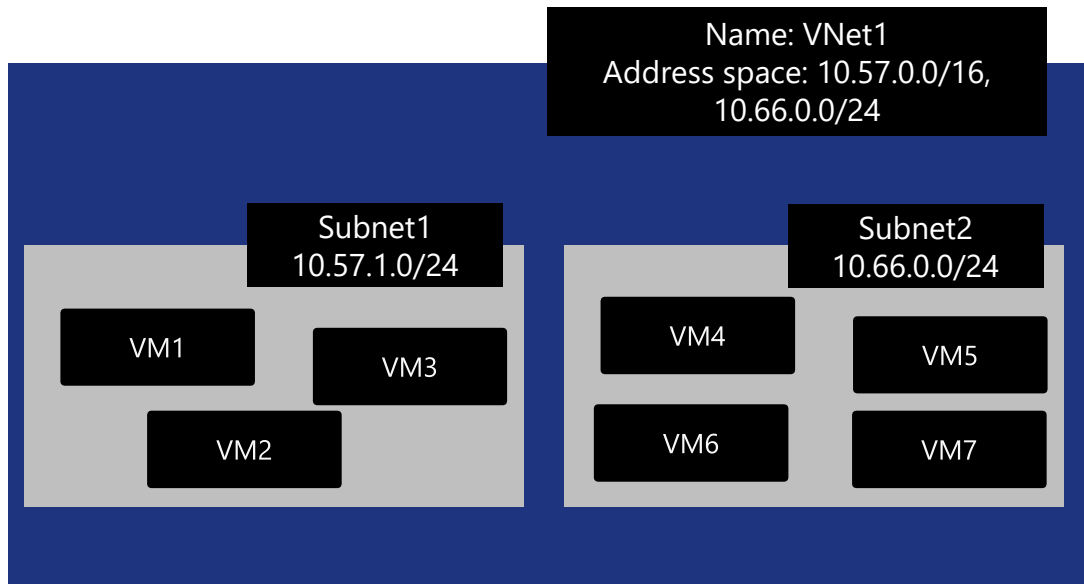 Name: VNet1
Address space: 10.57.0.0/16,
10.66.0.0/24
Subnet1
10.57.1.0/24
Subnet2
10.66.0.0/24
VM1
VM3
VM2
VM4
VM5
VM6
VM7